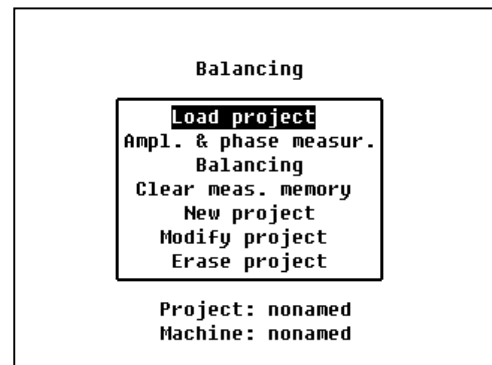 Balancing
Load project
Ampl. & phase measur.
Balancing
Clear meas. memory
New project
Modify project
Erase project
Project: nonamed
Machine: nonamed